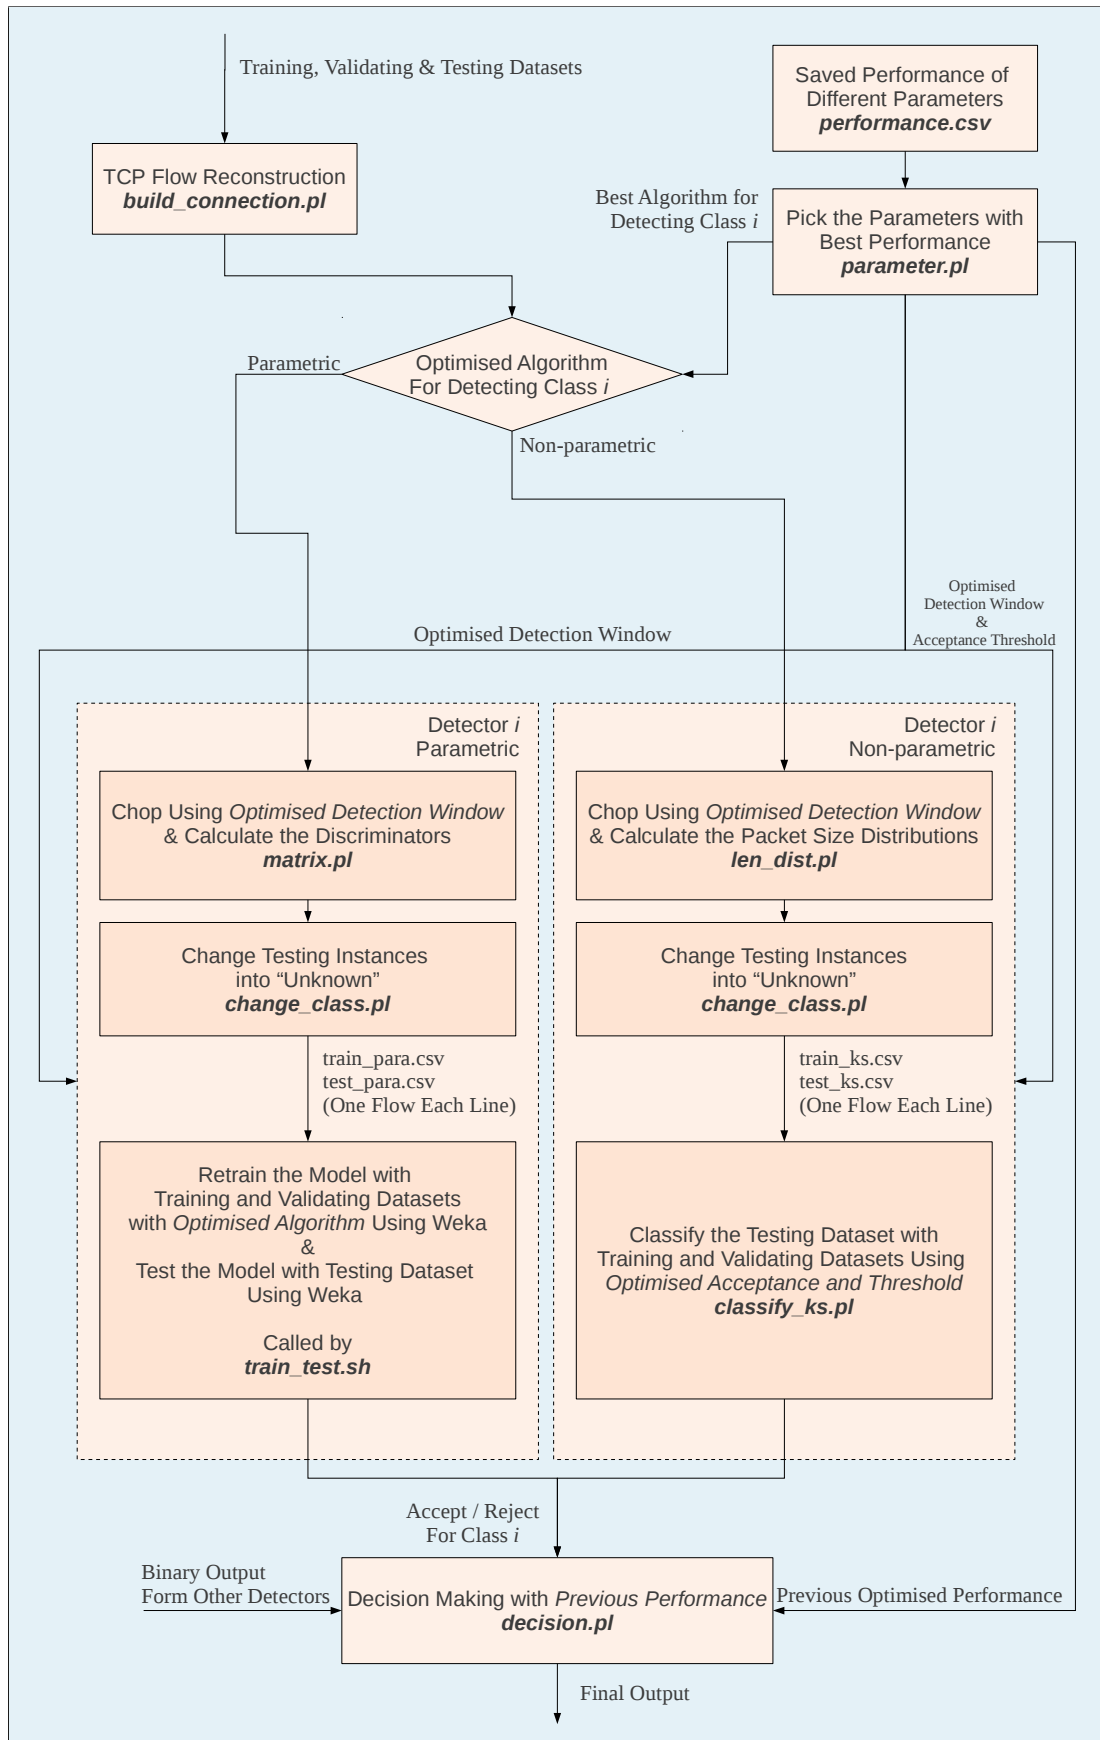 Training, Validating & Testing Datasets
Saved Performance of
Different Parameters
performance.csv
TCP Flow Reconstruction
build_connection.pl
Best Algorithm for
Detecting Class i
Pick the Parameters with
Best Performance
parameter.pl
Parametric
Optimised Algorithm
For Detecting Class i
Non-parametric
Optimised
Detection Window
&
Acceptance Threshold
Optimised Detection Window
Detector i
Parametric
Chop Using Optimised Detection Window
& Calculate the Discriminators
matrix.pl
Change Testing Instances
into “Unknown”
change_class.pl
train_para.csv
test_para.csv
(One Flow Each Line)
Retrain the Model with
Training and Validating Datasets
with Optimised Algorithm Using Weka
&
Test the Model with Testing Dataset
Using Weka
Called by
train_test.sh
Detector i
Non-parametric
Chop Using Optimised Detection Window
& Calculate the Packet Size Distributions
len_dist.pl
Change Testing Instances
into “Unknown”
change_class.pl
train_ks.csv
test_ks.csv
(One Flow Each Line)
Classify the Testing Dataset with
Training and Validating Datasets Using
Optimised Acceptance and Threshold
classify_ks.pl
Accept / Reject
For Class i
Binary Output
Form Other Detectors
Decision Making with Previous Performance
decision.pl
Previous Optimised Performance
Final Output